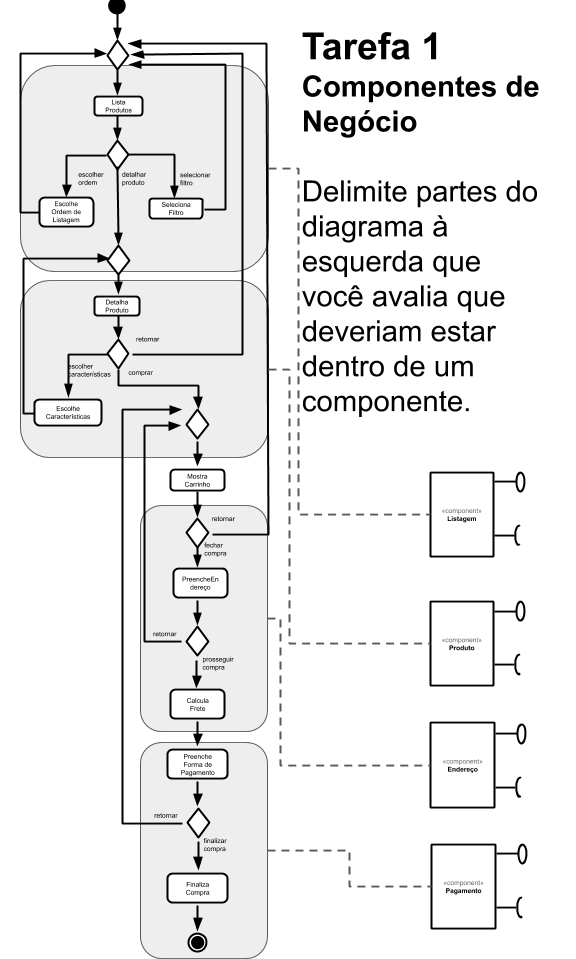 Tarefa 1
Componentes de
Negócio
Delimite partes do
diagrama à
esquerda que
você avalia que
deveriam estar
dentro de um
componente.
Lista
Produtos
escolher
ordem
detalhar
produto
selecionar
filtro
Escolhe
Ordem de
Listagem
Seleciona
Filtro
Detalha
Produto
retornar
escolher
características
comprar
Escolhe
Características
Mostra
Carrinho
retornar
fechar
compra
PreencheEn
dereço
retornar
prosseguir
compra
Calcula
Frete
Preenche
Forma de
Pagamento
retornar
finalizar
compra
Finaliza
Compra
«component»
Listagem
«component»
Produto
«component»
Endereço
«component»
Pagamento